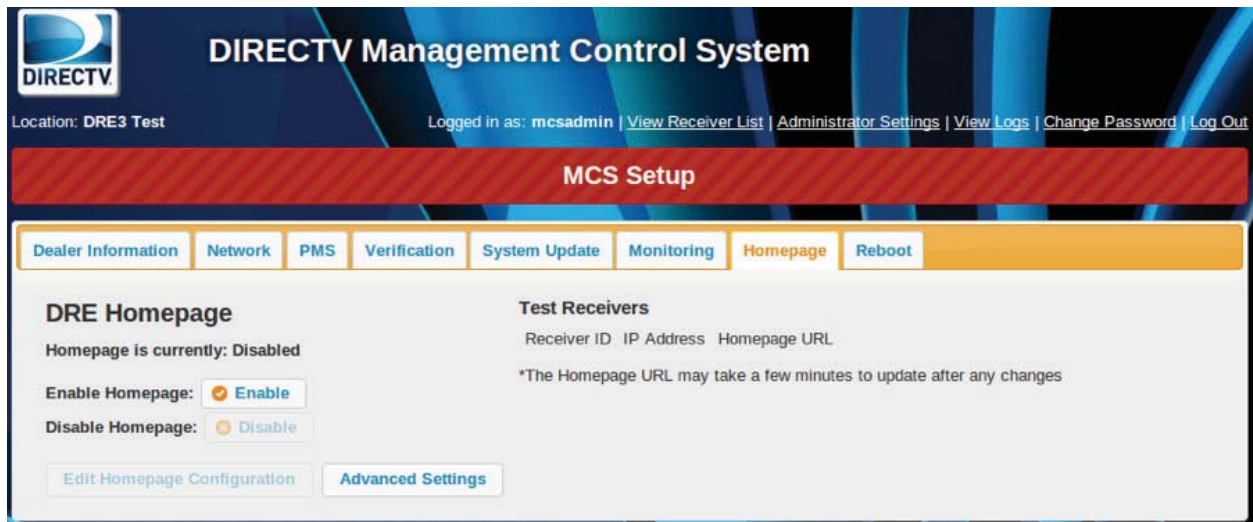 DIRECTV
DIRECTV Management Control System
Location: DRE3 Test
Logged in as: mcsadmin | View Receiver List | Administrator Settings | View Logs | Change Password | Log Out
MCS Setup
Dealer Information Network PMS Verification System Update Monitoring Homepage Reboot
DRE Homepage
Homepage is currently: Disabled
Enable Homepage: Enable
Disable Homepage: Disable
Edit Homepage Configuration Advanced Settings
Test Receivers
Receiver ID IP Address Homepage URL
*The Homepage URL may take a few minutes to update after any changes